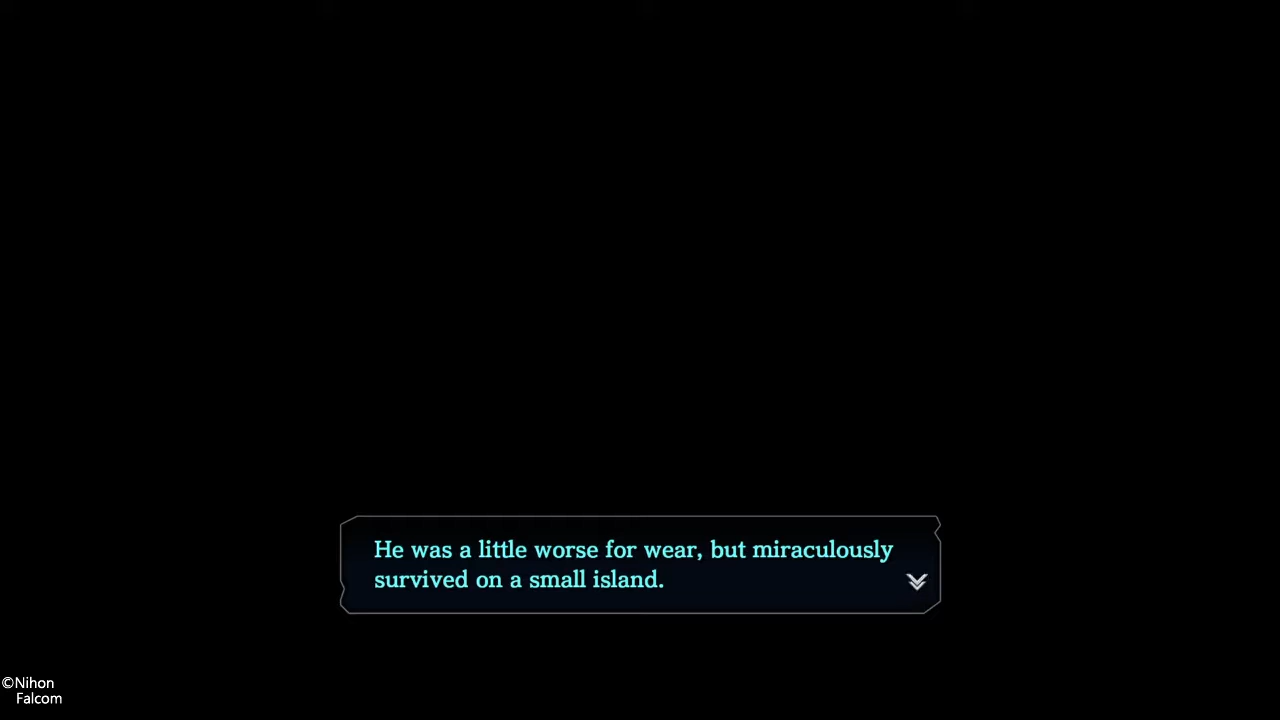 He was a little worse for wear, but miraculously
survived on a small island.
©Nihon
Falcom